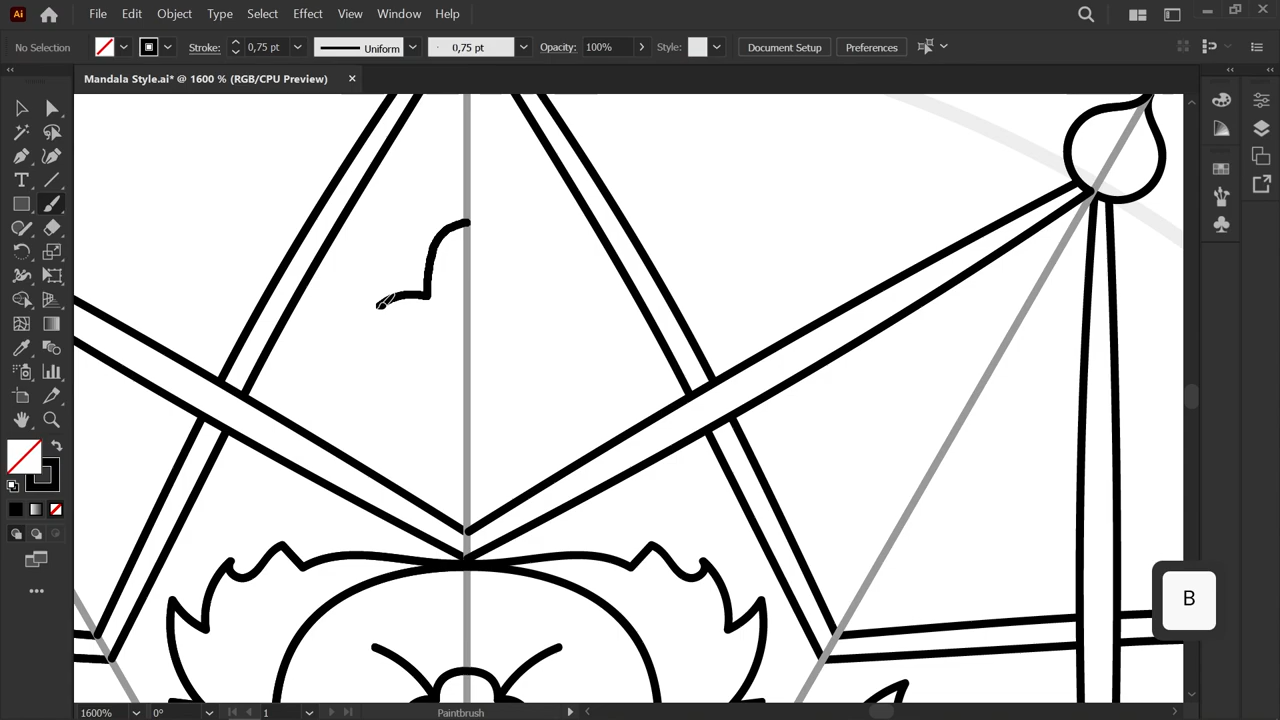 Ai File Edit Object Type Select Effect View Window Help
No Selection Stroke: 0,75 pt Uniform 0,75 pt Opacity: 100% Style: Document Setup Preferences
Mandala Style.ai* @ 1600 % (RGB/CPU Preview)
B
1600% 0° 1 Paintbrush